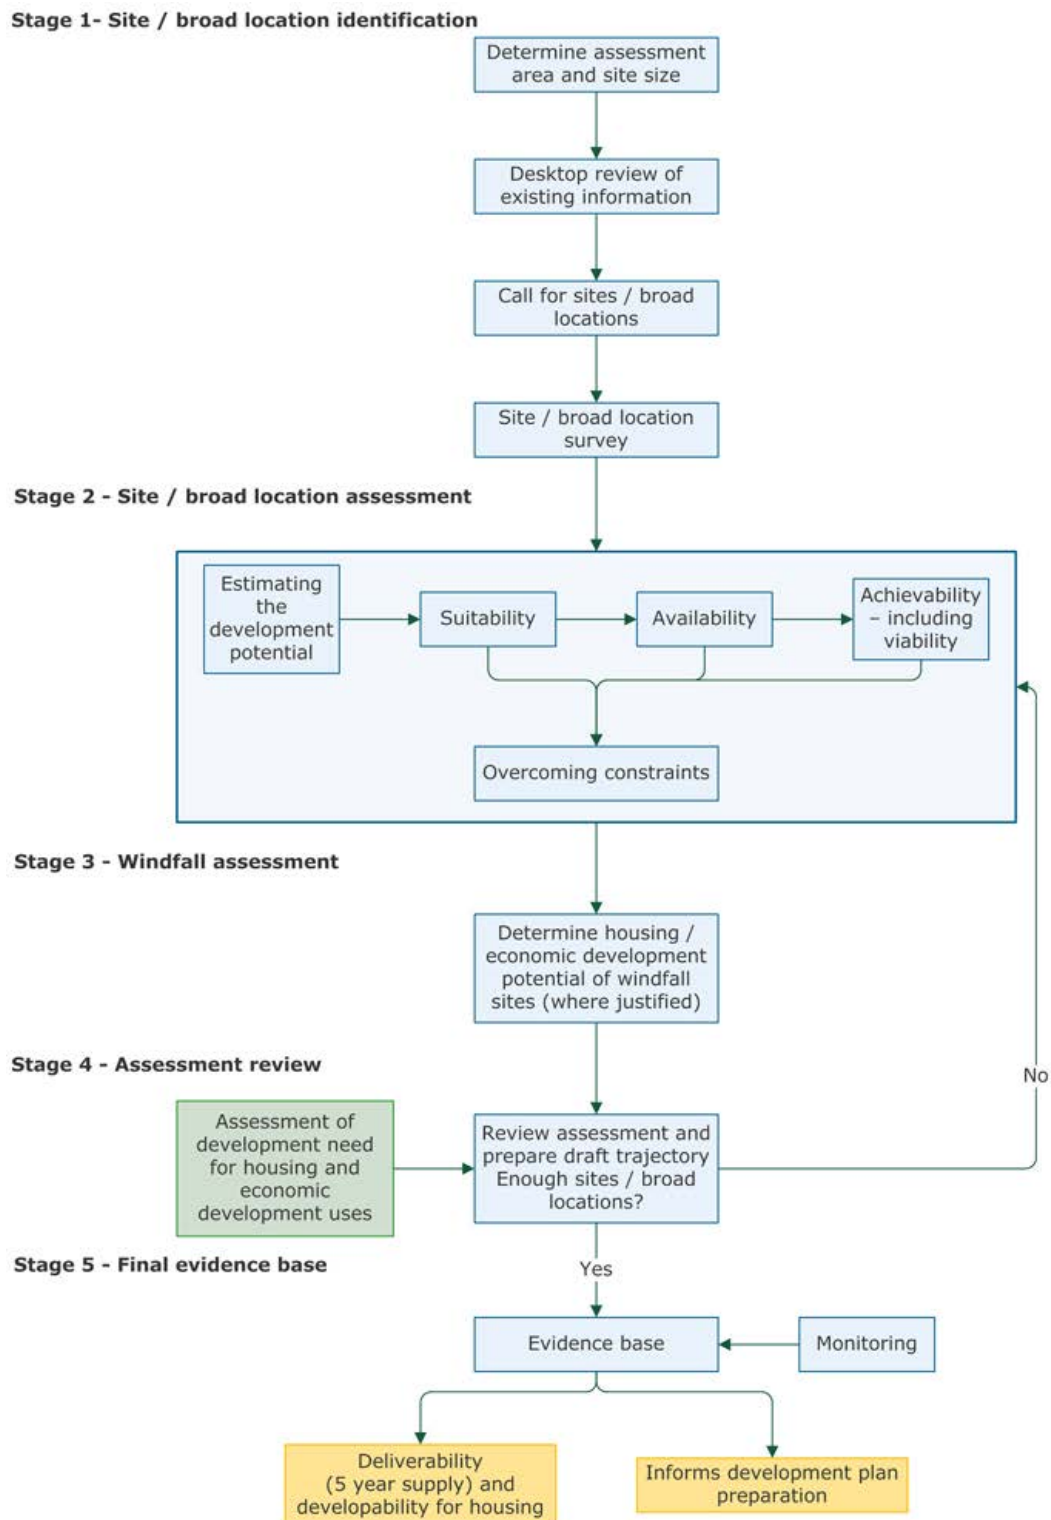 Stage 1- Site / broad location identification
Determine assessment
area and site size
Desktop review of
existing information
Call for sites / broad
locations
Site / broad location
survey
Stage 2 - Site / broad location assessment
Estimating
the
development
potential
Suitability
Availability
Achievability
– including
viability
Overcoming constraints
Stage 3 - Windfall assessment
Determine housing /
economic development
potential of windfall
sites (where justified)
Stage 4 - Assessment review
No
Assessment of
development need
for housing and
economic
development uses
Review assessment and
prepare draft trajectory
Enough sites / broad
locations?
Stage 5 - Final evidence base
Yes
Evidence base
Monitoring
Deliverability
(5 year supply) and
developability for housing
Informs development plan
preparation